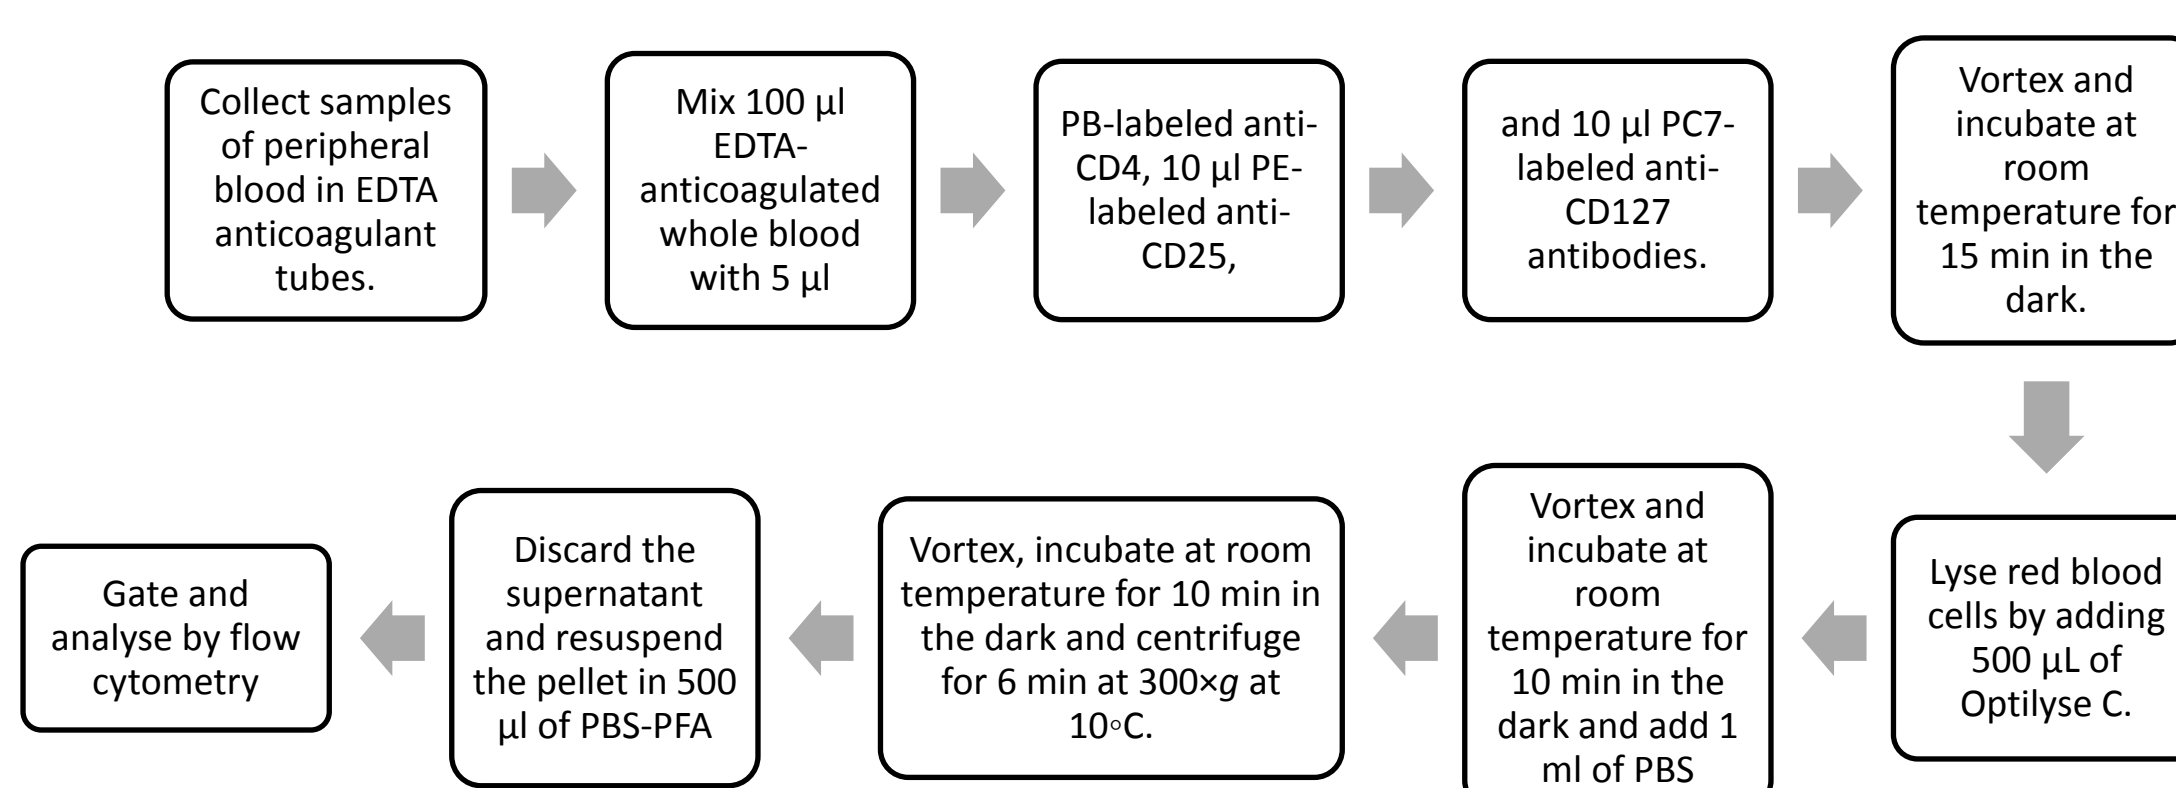 Collect samples
of peripheral
blood in EDTA
anticoagulant
tubes.
Mix 100 µl
EDTA-
anticoagulated
whole blood
with 5 µl
PB-labeled anti-
CD4, 10 µl PE-
labeled anti-
CD25,
and 10 µl PC7-
labeled anti-
CD127
antibodies.
Vortex and
incubate at
room
temperature for
15 min in the
dark.
Lyse red blood
cells by adding
500 µL of
Optilyse C.
Vortex and
incubate at
room
temperature for
10 min in the
dark and add 1
ml of PBS
Vortex, incubate at room
temperature for 10 min in
the dark and centrifuge
for 6 min at 300×g at
10◦C.
Discard the
supernatant
and resuspend
the pellet in 500
µl of PBS-PFA
Gate and
analyse by flow
cytometry